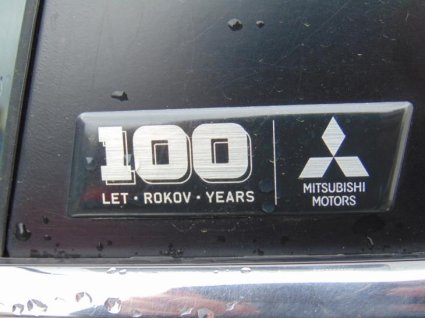 100
LET · ROKOV · YEARS
MITSUBISHI
MOTORS